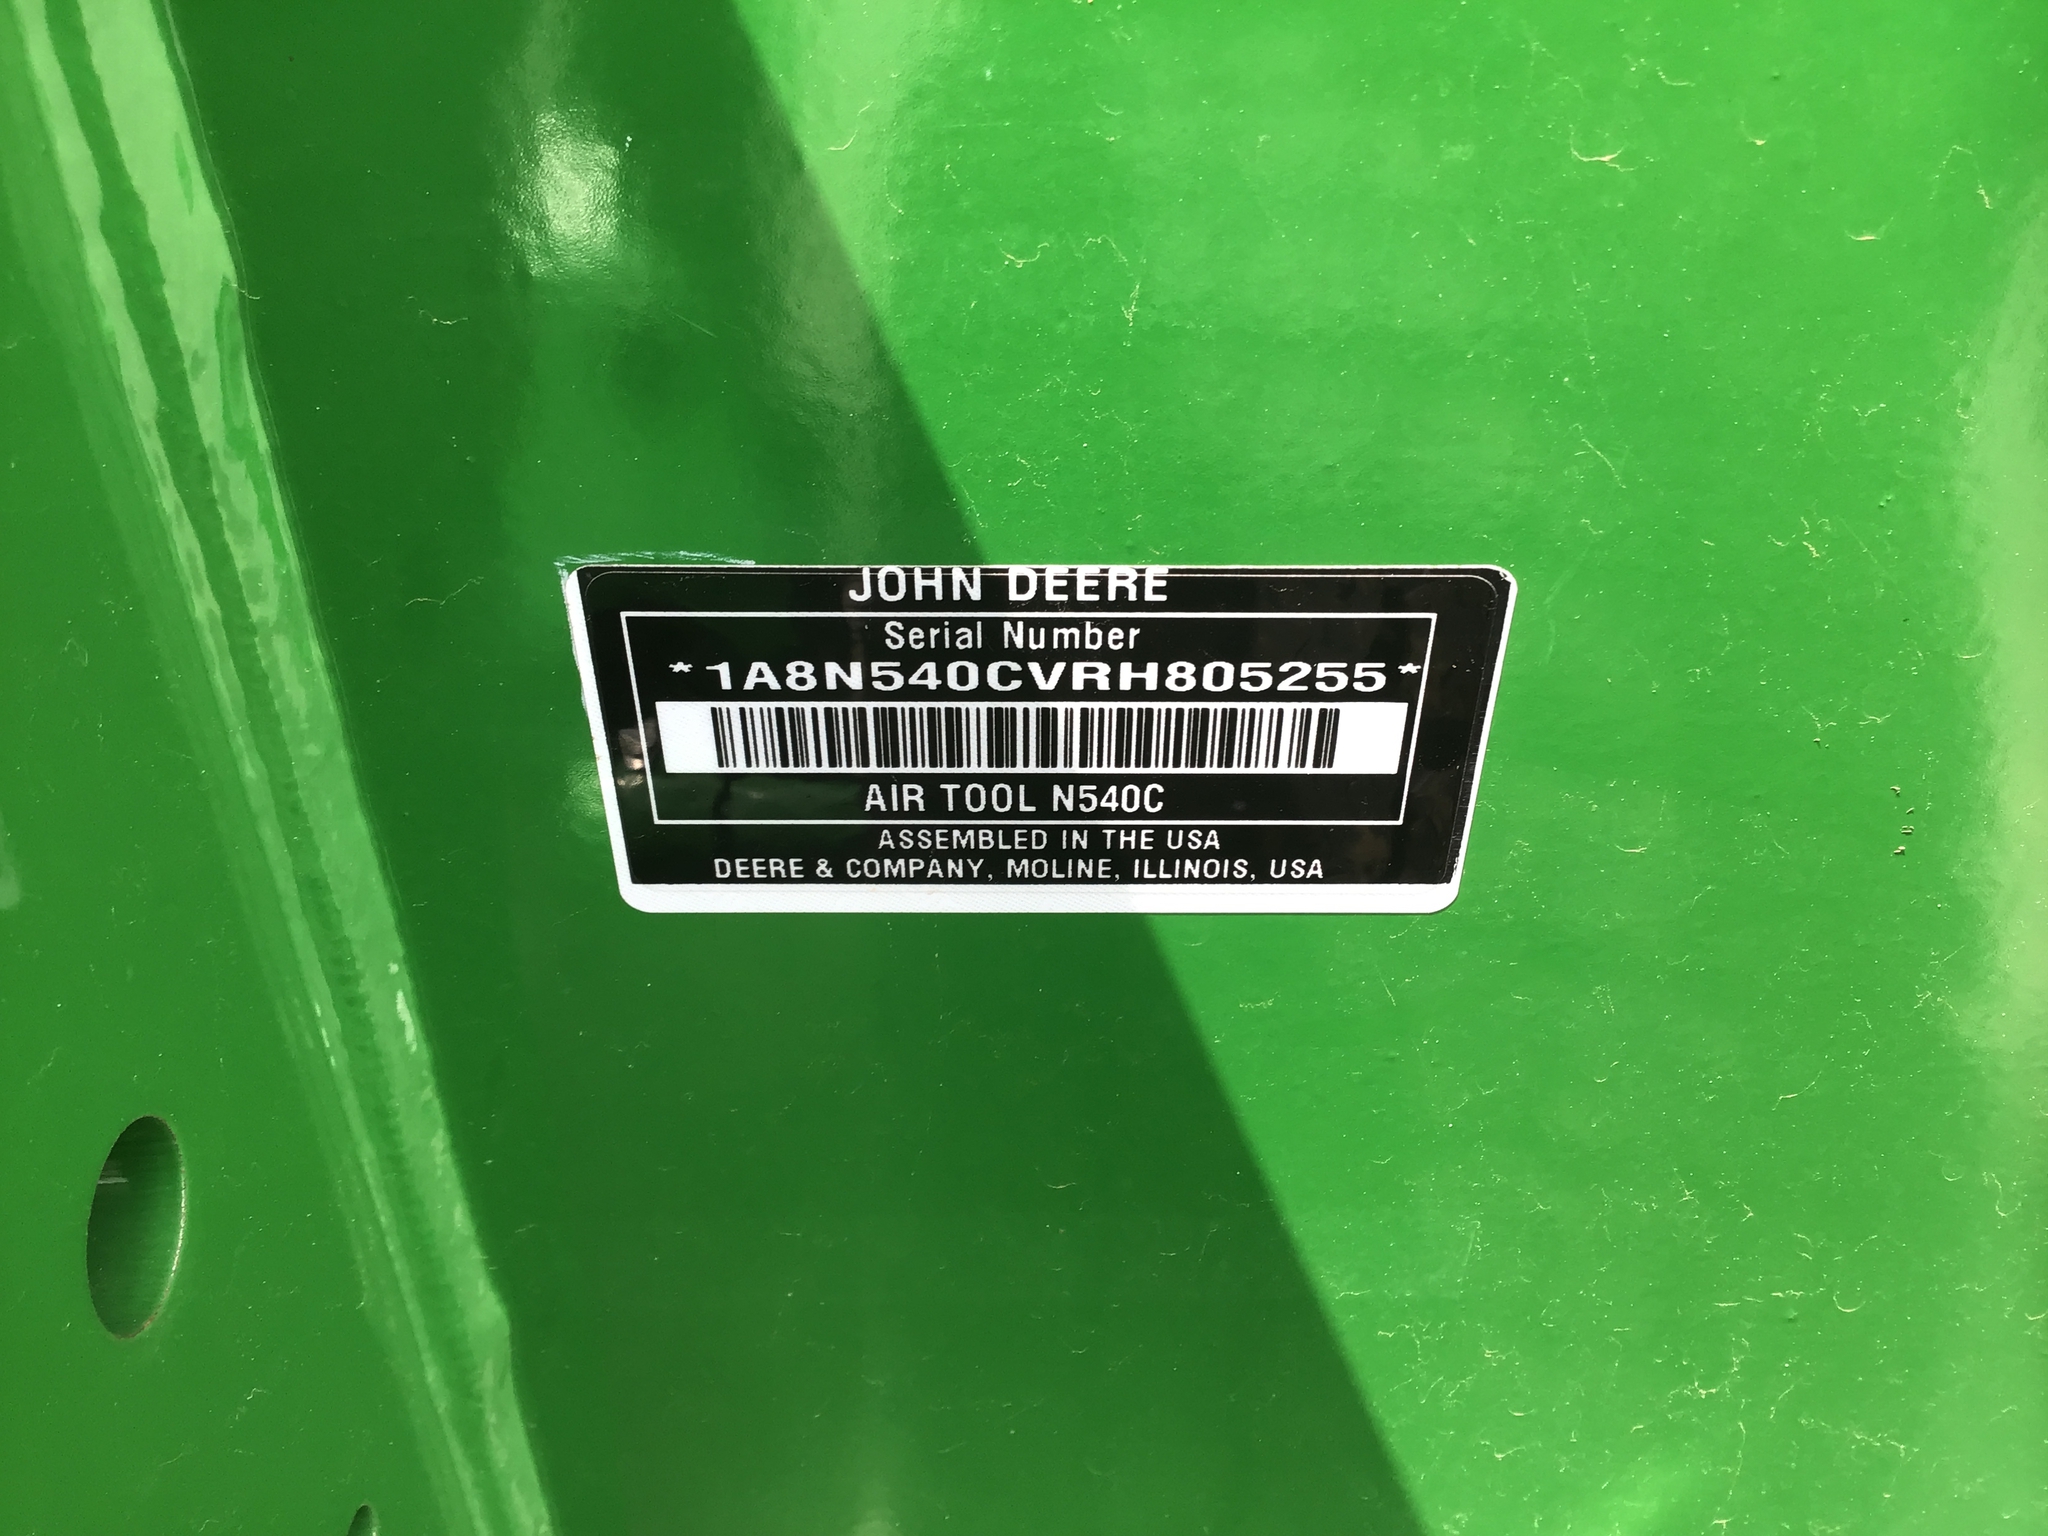 JOHN DEERE
Serial Number
*1A8N540CVRH805255*
AIR TOOL N540C
ASSEMBLED IN THE USA
DEERE & COMPANY, MOLINE, ILLINOIS, USA